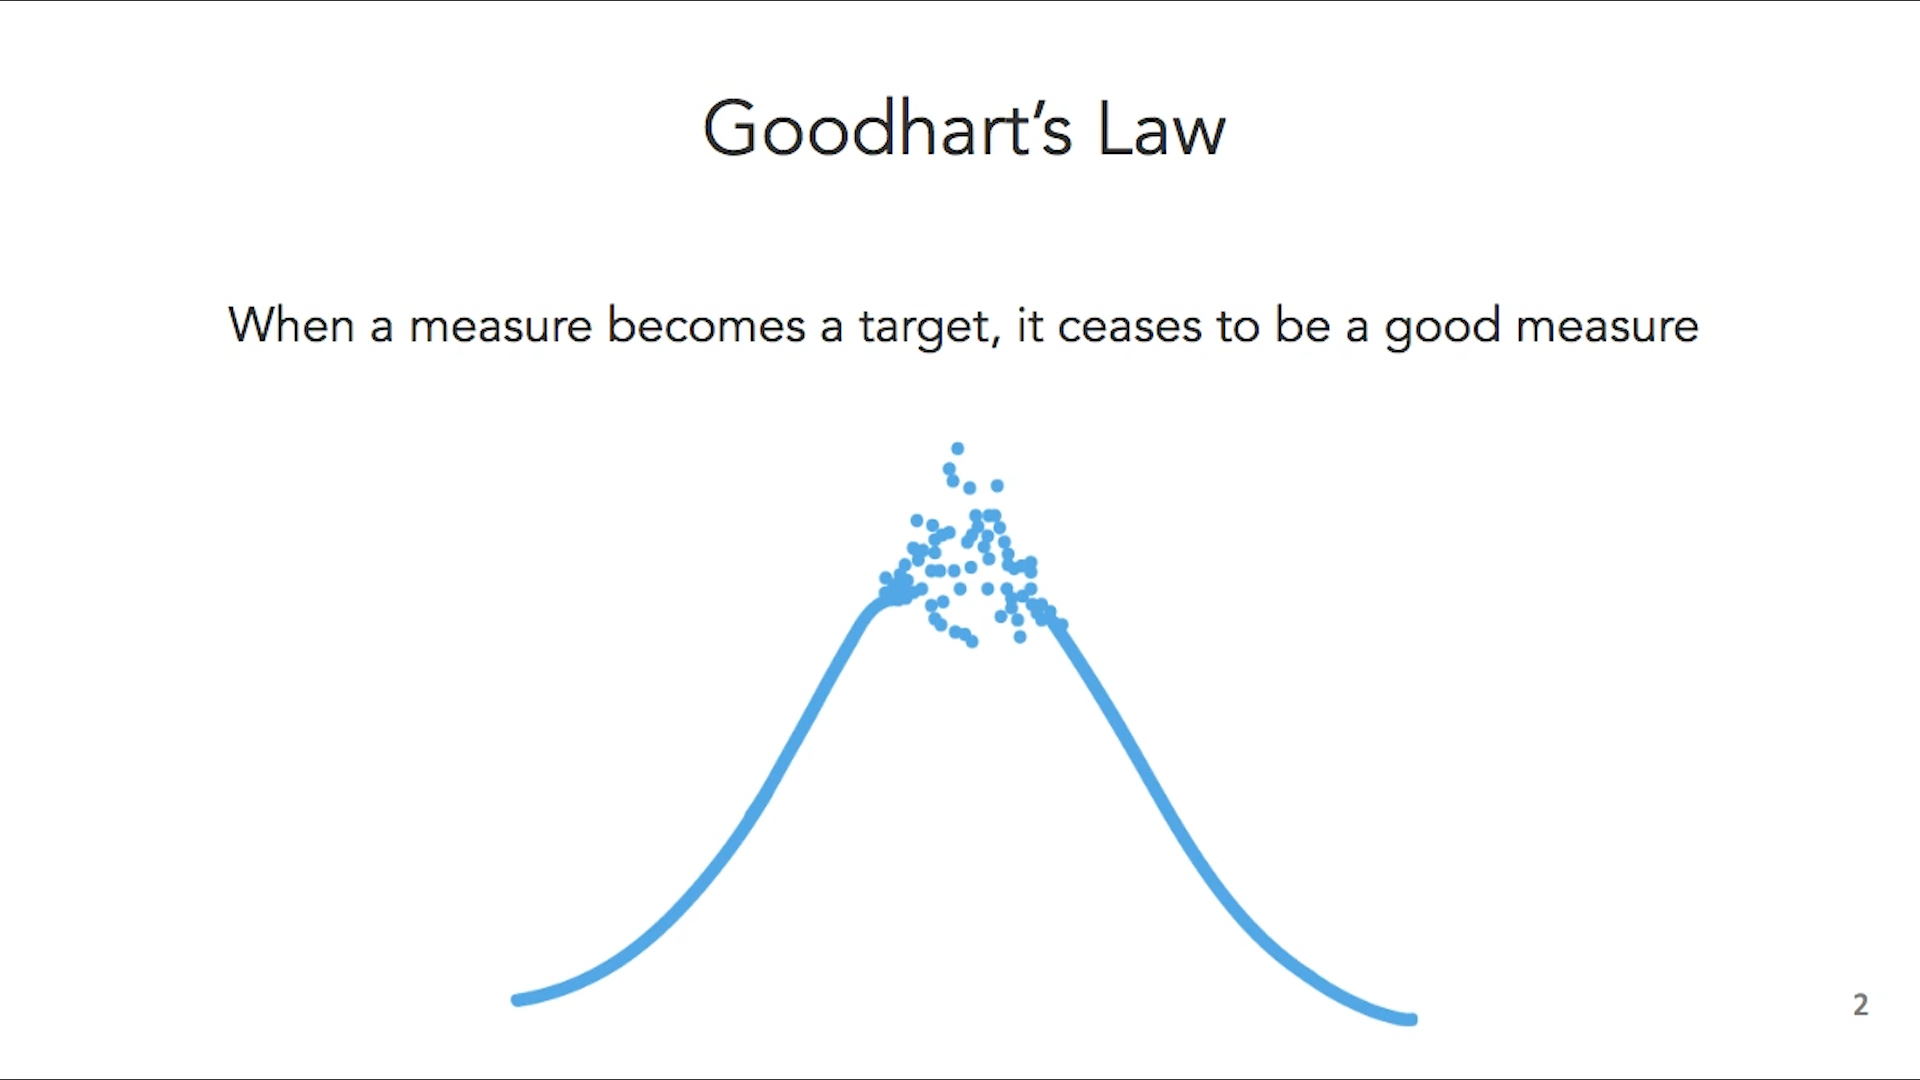 Goodhart’s Law
When a measure becomes a target, it ceases to be a good measure
2